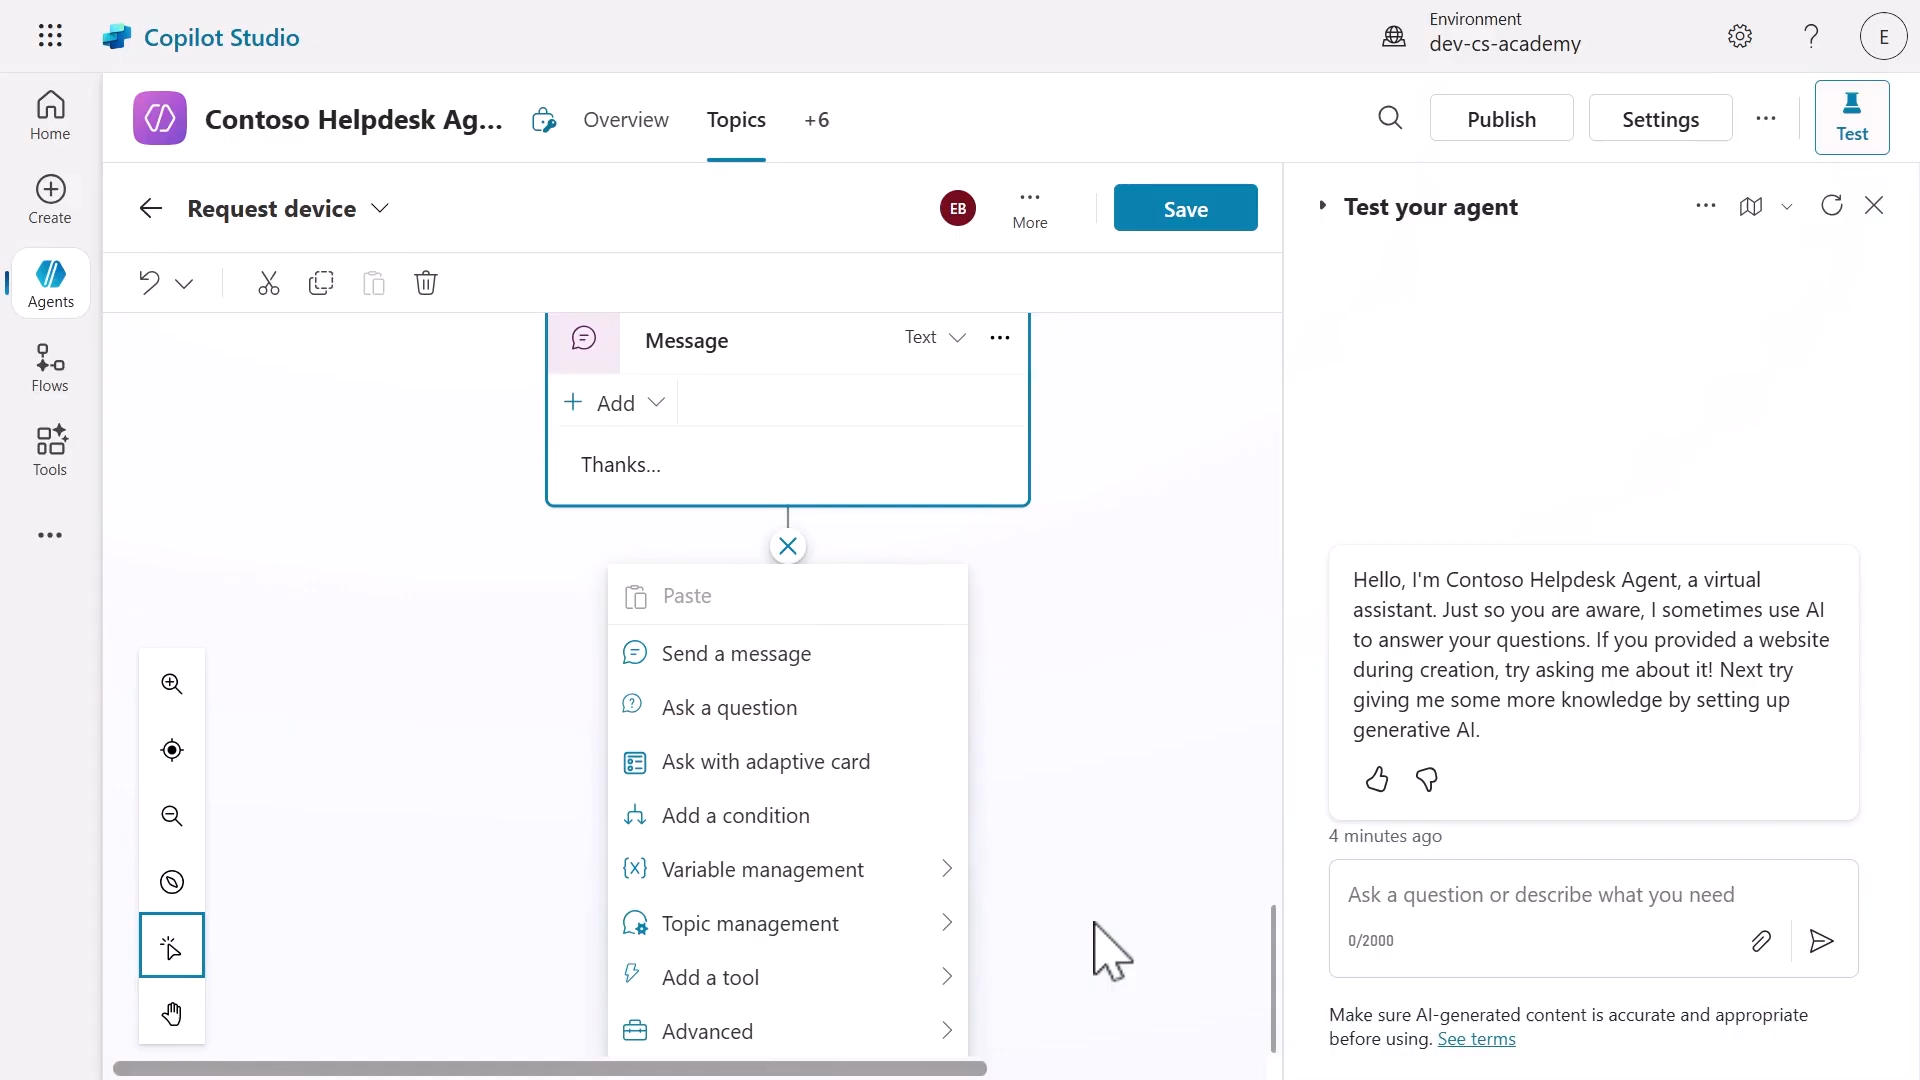 Copilot Studio
Environment
dev-cs-academy
E
Home
Create
Agents
Flows
Tools
Contoso Helpdesk Ag...
Overview
Topics
+6
Publish
Settings
Test
Request device
EB
More
Save
Message
Text
Add
Thanks...
Paste
Send a message
Ask a question
Ask with adaptive card
Add a condition
Variable management
Topic management
Add a tool
Advanced
Test your agent
Hello, I'm Contoso Helpdesk Agent, a virtual
assistant. Just so you are aware, I sometimes use AI
to answer your questions. If you provided a website
during creation, try asking me about it! Next try
giving me some more knowledge by setting up
generative AI.
4 minutes ago
Ask a question or describe what you need
0/2000
Make sure AI-generated content is accurate and appropriate
before using. See terms